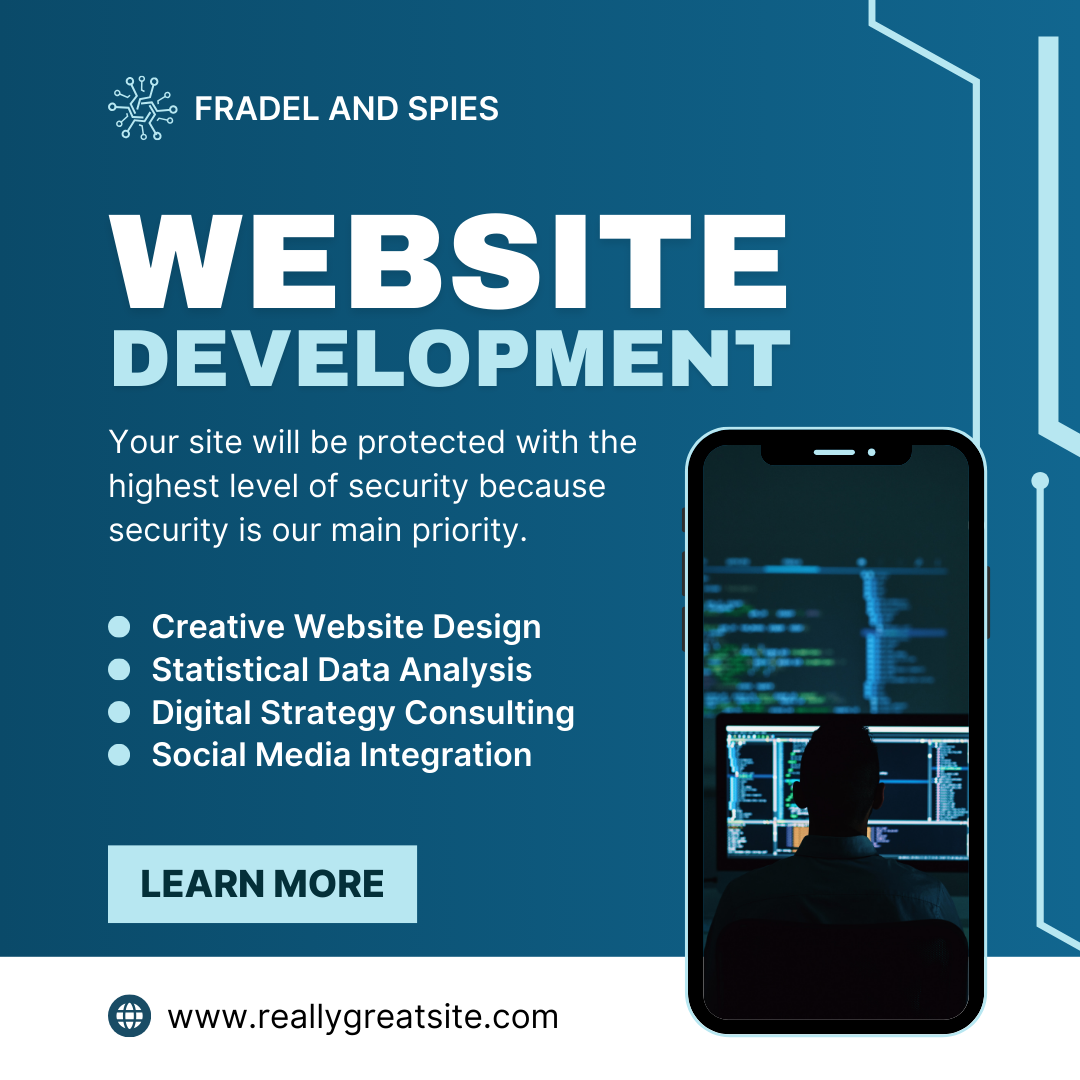 FRADEL AND SPIES
WEBSITE
DEVELOPMENT
Your site will be protected with the
highest level of security because
security is our main priority.
Creative Website Design
Statistical Data Analysis
Digital Strategy Consulting
Social Media Integration
LEARN MORE
www.reallygreatsite.com